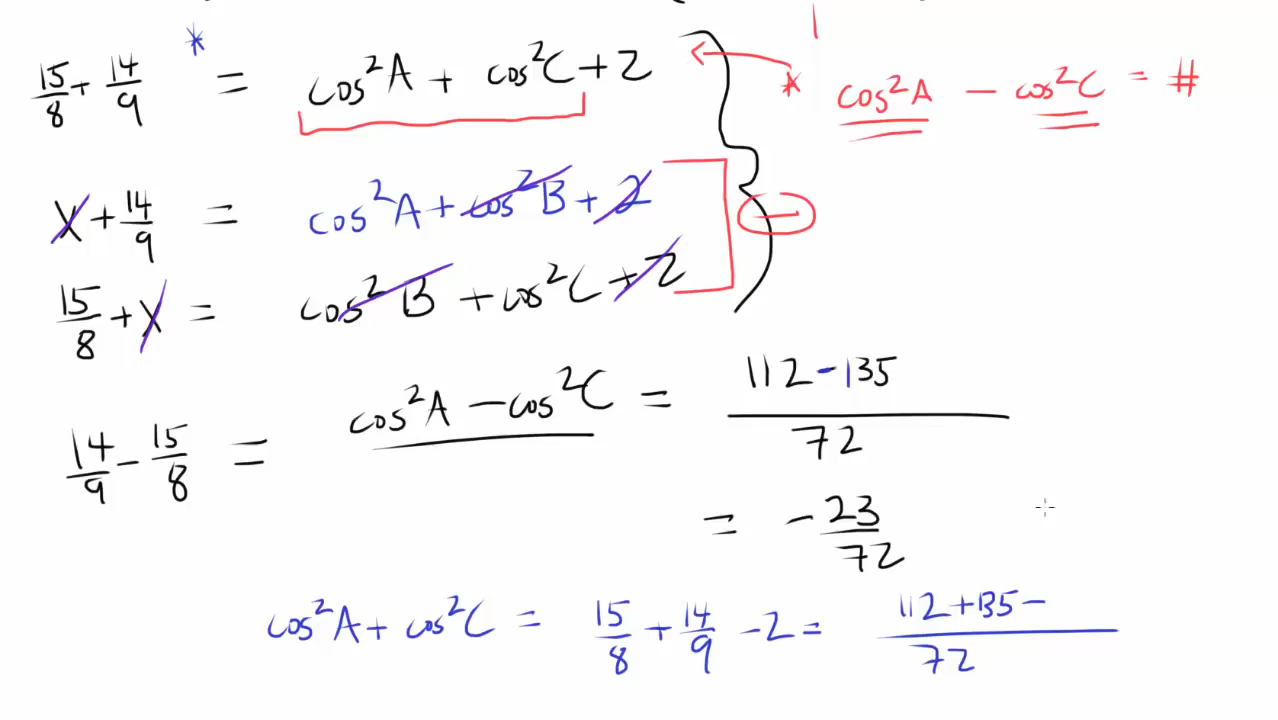 15/8 + 14/9 * = cos²A + cos²C + 2
* cos²A - cos²C = #
x + 14/9 = cos²A + cos²B + 2
-
15/8 + x = cos²B + cos²C + 2
14/9 - 15/8 = cos²A - cos²C = (112 - 135)/72
= -23/72
cos²A + cos²C = 15/8 + 14/9 - 2 = (112 + 135 -)/72